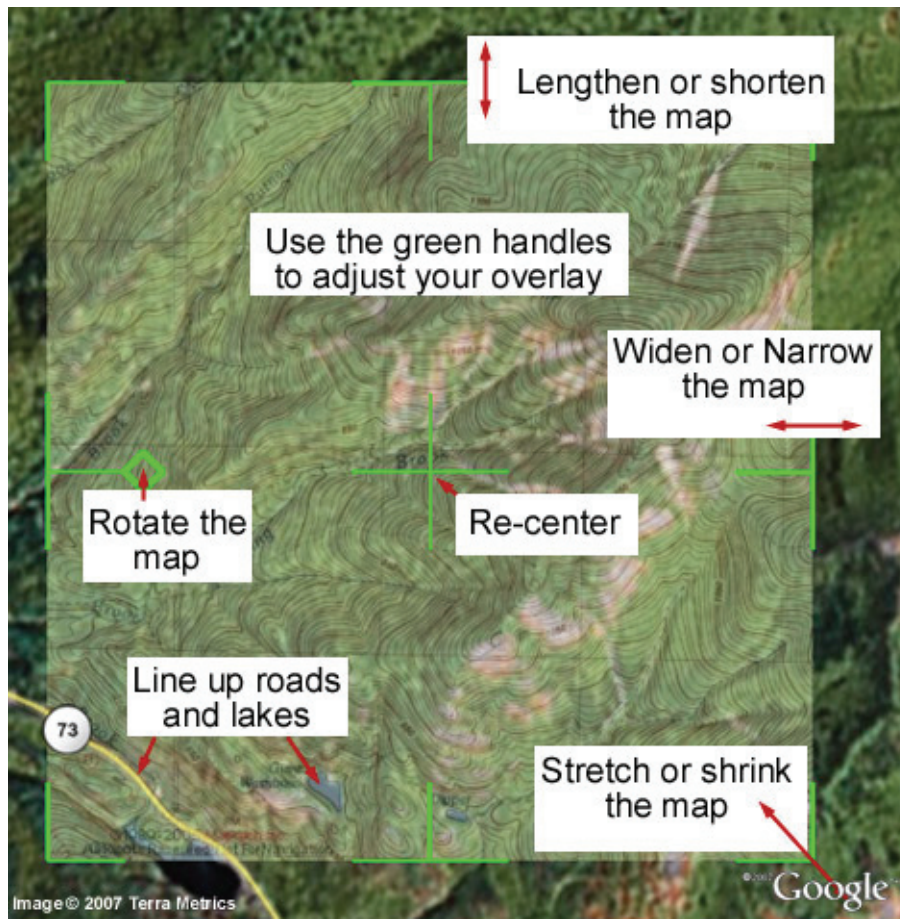 Lengthen or shorten
the map
Use the green handles
to adjust your overlay
Widen or Narrow
the map
Brook
Rotate the
map
Re-center
Line up roads
and lakes
73
Stretch or shrink
the map
Image © 2007 Terra Metrics
© 2007 Google